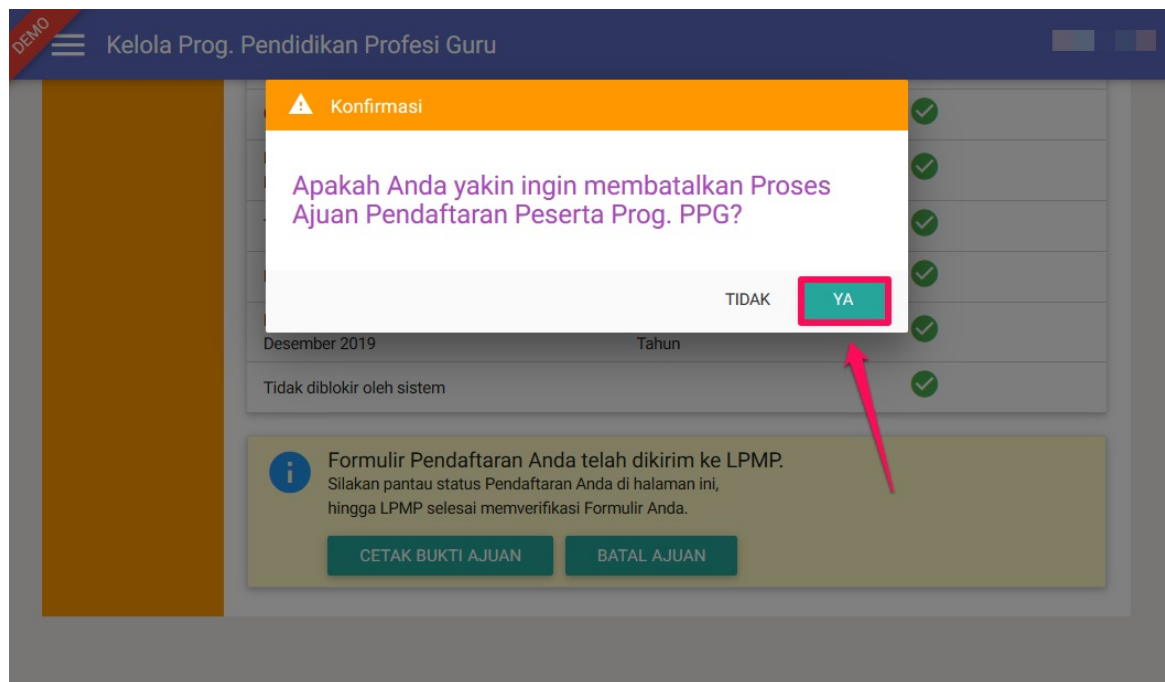 DEMO
Kelola Prog. Pendidikan Profesi Guru
Konfirmasi
Apakah Anda yakin ingin membatalkan Proses
Ajuan Pendaftaran Peserta Prog. PPG?
TIDAK YA
Desember 2019 Tahun
Tidak diblokir oleh sistem
Formulir Pendaftaran Anda telah dikirim ke LPMP.
Silakan pantau status Pendaftaran Anda di halaman ini,
hingga LPMP selesai memverifikasi Formulir Anda.
CETAK BUKTI AJUAN BATAL AJUAN